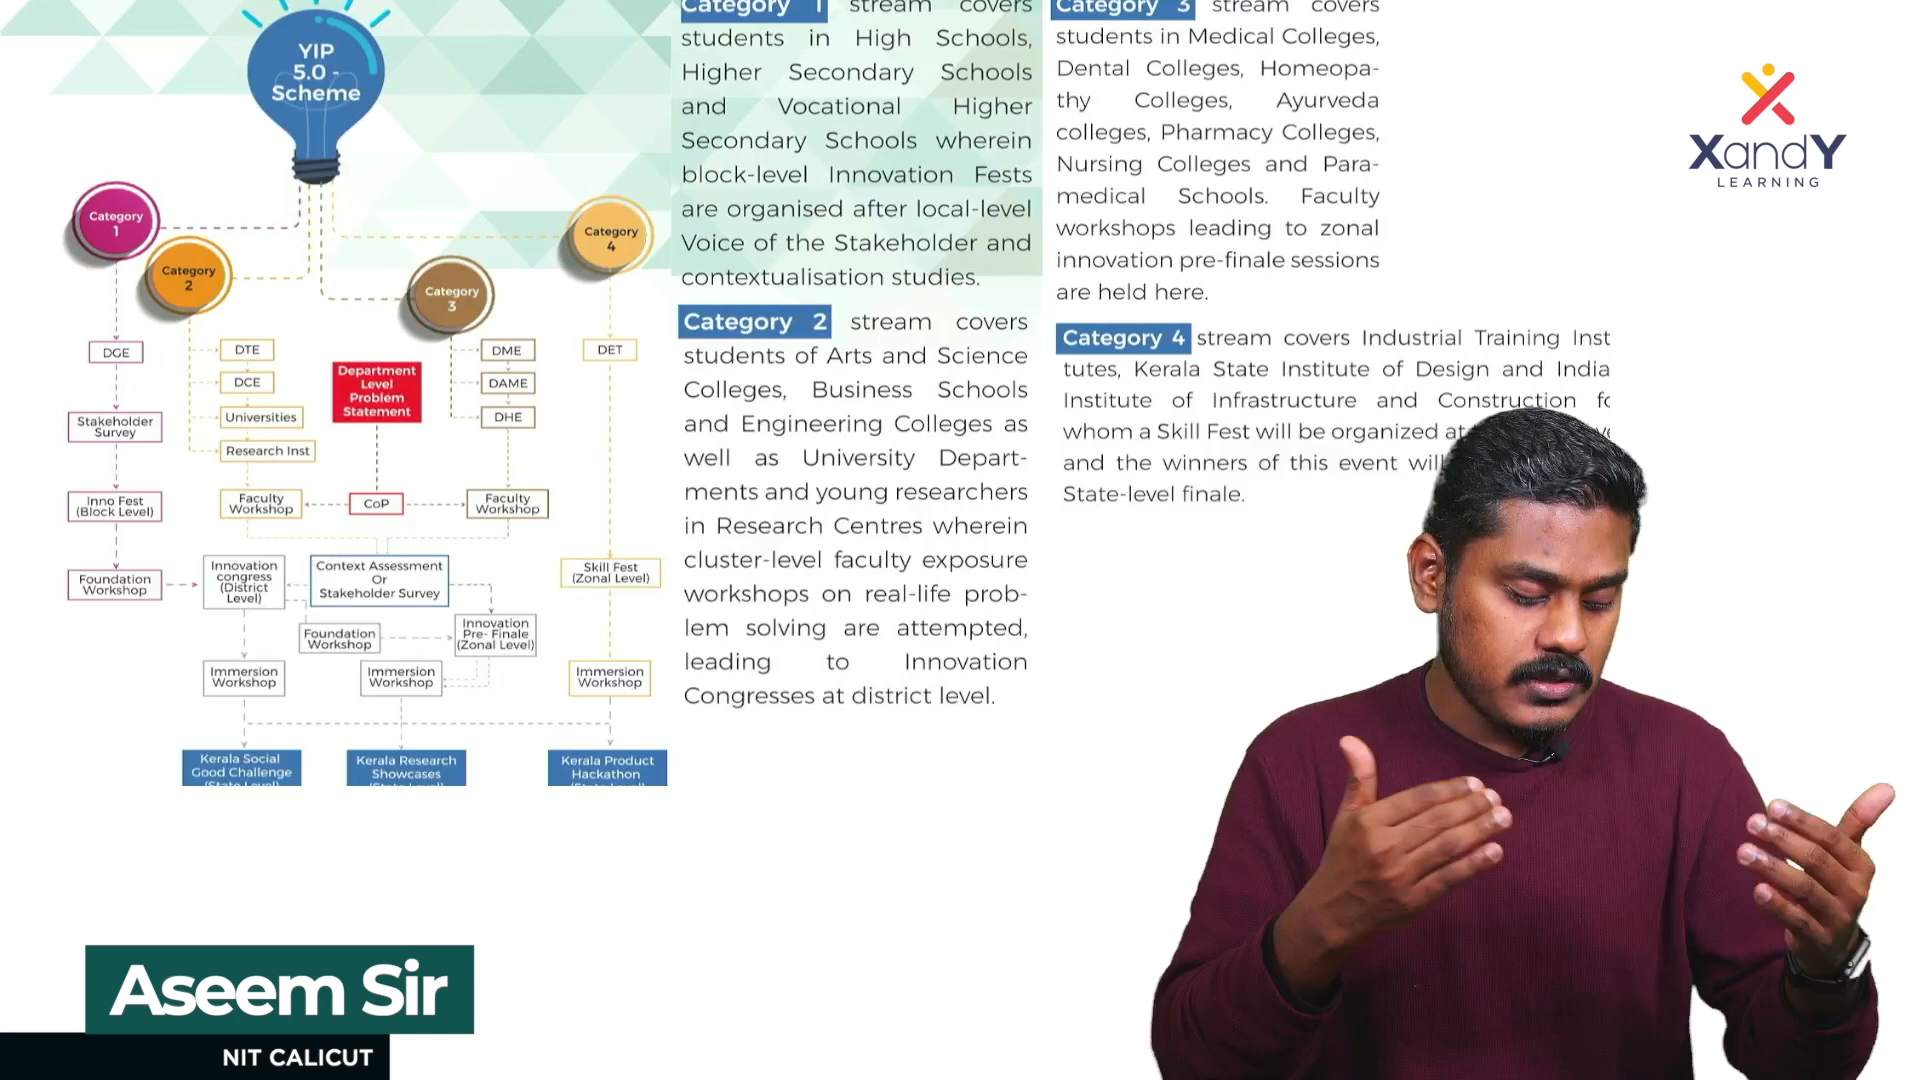 YIP
5.0 -
Scheme
Category
1
Category
2
Category
3
Category
4
DGE
Stakeholder
Survey
Inno Fest
(Block Level)
Foundation
Workshop
DTE
DCE
Universities
Research Inst
Faculty
Workshop
Department
Level
Problem
Statement
CoP
DME
DAME
DHE
Faculty
Workshop
DET
Innovation
congress
(District
Level)
Context Assessment
Or
Stakeholder Survey
Foundation
Workshop
Innovation
Pre- Finale
(Zonal Level)
Skill Fest
(Zonal Level)
Immersion
Workshop
Immersion
Workshop
Immersion
Workshop
Kerala Social
Good Challenge
(State Level)
Kerala Research
Showcases
(State Level)
Kerala Product
Hackathon
(State Level)
Category 1 stream covers
students in High Schools,
Higher Secondary Schools
and Vocational Higher
Secondary Schools wherein
block-level Innovation Fests
are organised after local-level
Voice of the Stakeholder and
contextualisation studies.
Category 2 stream covers
students of Arts and Science
Colleges, Business Schools
and Engineering Colleges as
well as University Depart-
ments and young researchers
in Research Centres wherein
cluster-level faculty exposure
workshops on real-life prob-
lem solving are attempted,
leading to Innovation
Congresses at district level.
Category 3 stream covers
students in Medical Colleges,
Dental Colleges, Homeopa-
thy Colleges, Ayurveda
colleges, Pharmacy Colleges,
Nursing Colleges and Para-
medical Schools. Faculty
workshops leading to zonal
innovation pre-finale sessions
are held here.
Category 4 stream covers Industrial Training Inst
tutes, Kerala State Institute of Design and India
Institute of Infrastructure and Construction fo
whom a Skill Fest will be organized at
and the winners of this event will
State-level finale.
XandY
LEARNING
Aseem Sir
NIT CALICUT